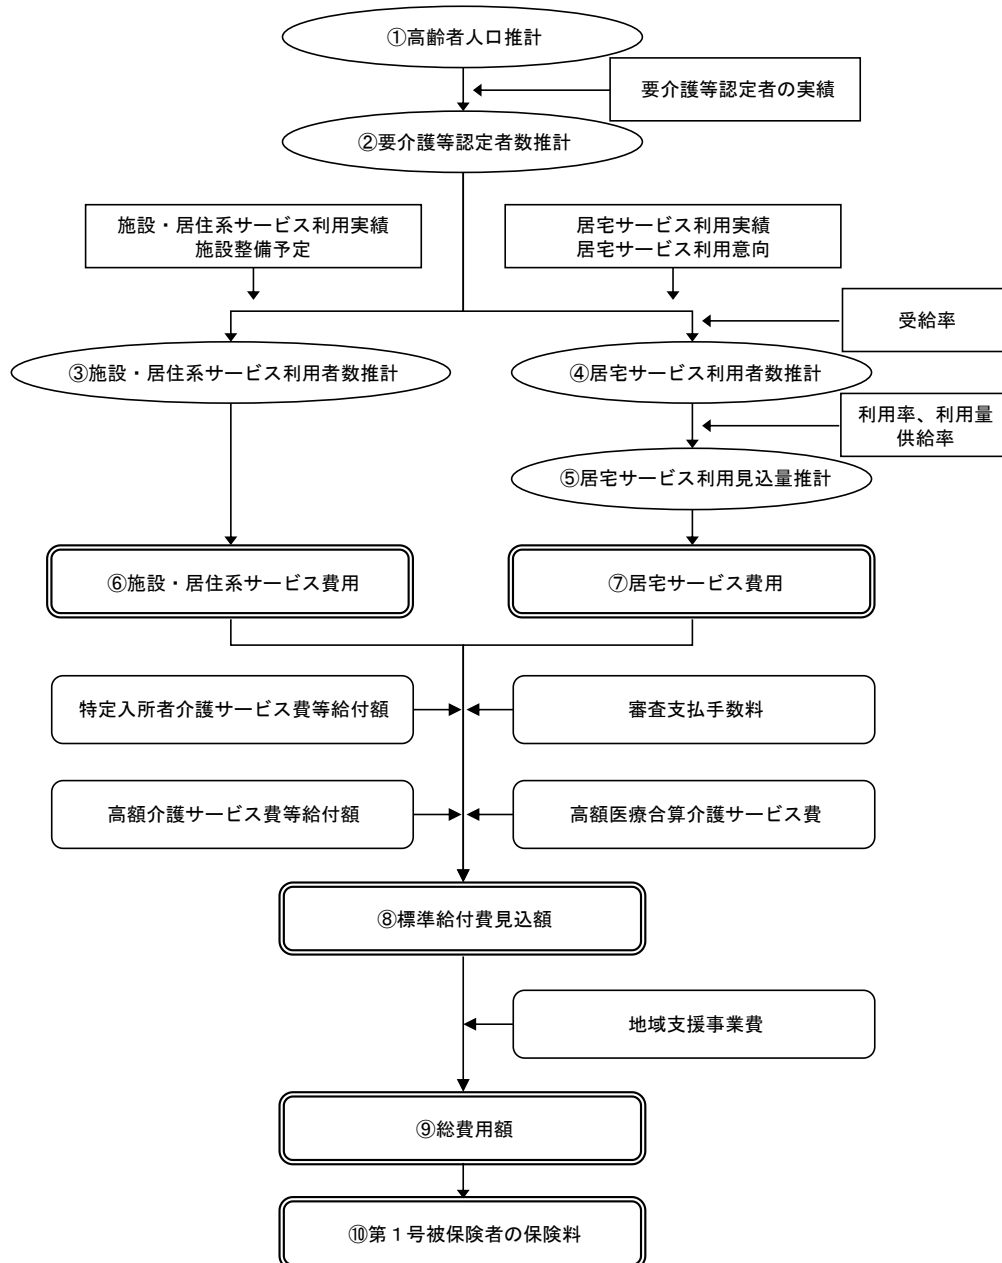 ①高齢者人口推計
要介護等認定者の実績
②要介護等認定者数推計
施設・居住系サービス利用実績
施設整備予定
居宅サービス利用実績
居宅サービス利用意向
受給率
③施設・居住系サービス利用者数推計
④居宅サービス利用者数推計
利用率、利用量
供給率
⑤居宅サービス利用見込量推計
⑥施設・居住系サービス費用
⑦居宅サービス費用
特定入所者介護サービス費等給付額
審査支払手数料
高額介護サービス費等給付額
高額医療合算介護サービス費
⑧標準給付費見込額
地域支援事業費
⑨総費用額
⑩第１号被保険者の保険料